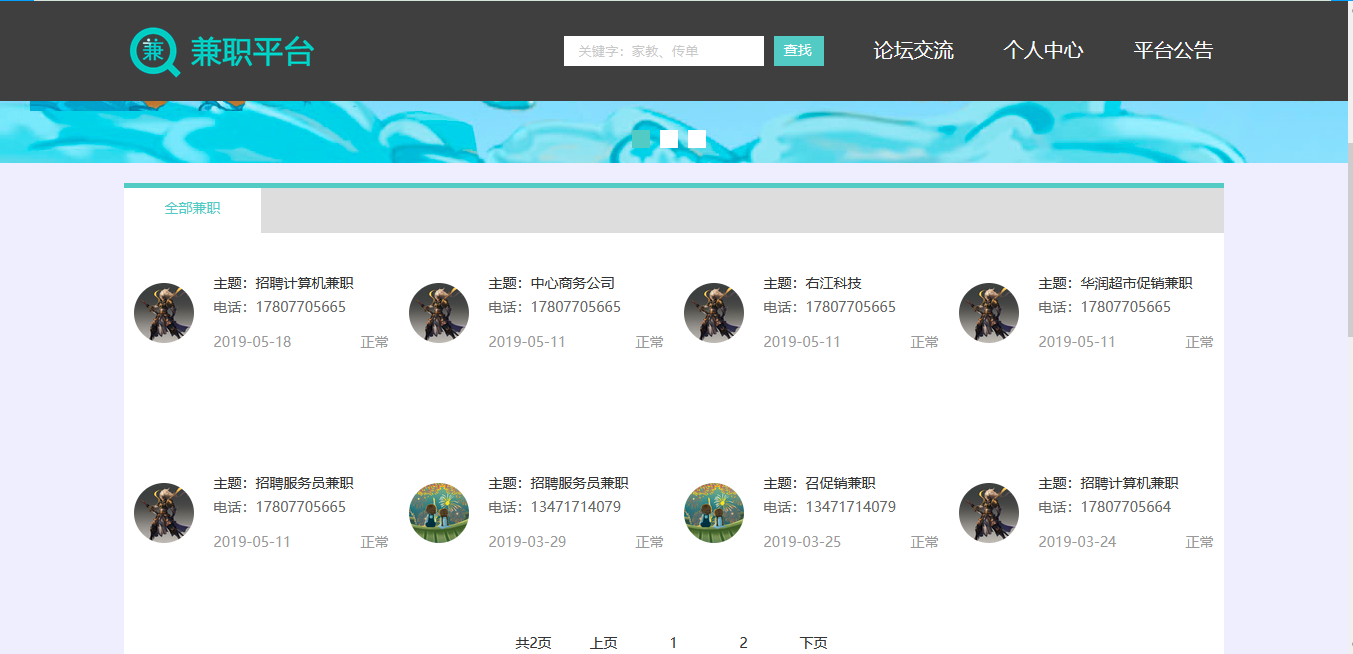 兼 兼职平台 关键字：家教、传单 查找 论坛交流 个人中心 平台公告
全部兼职
主题：招聘计算机兼职 主题：中心商务公司 主题：右江科技 主题：华润超市促销兼职
电话：17807705665 电话：17807705665 电话：17807705665 电话：17807705665
2019-05-18 正常 2019-05-11 正常 2019-05-11 正常 2019-05-11 正常
主题：招聘服务员兼职 主题：招聘服务员兼职 主题：召促销兼职 主题：招聘计算机兼职
电话：17807705665 电话：13471714079 电话：13471714079 电话：17807705664
2019-05-11 正常 2019-03-29 正常 2019-03-25 正常 2019-03-24 正常
共2页 上页 1 2 下页